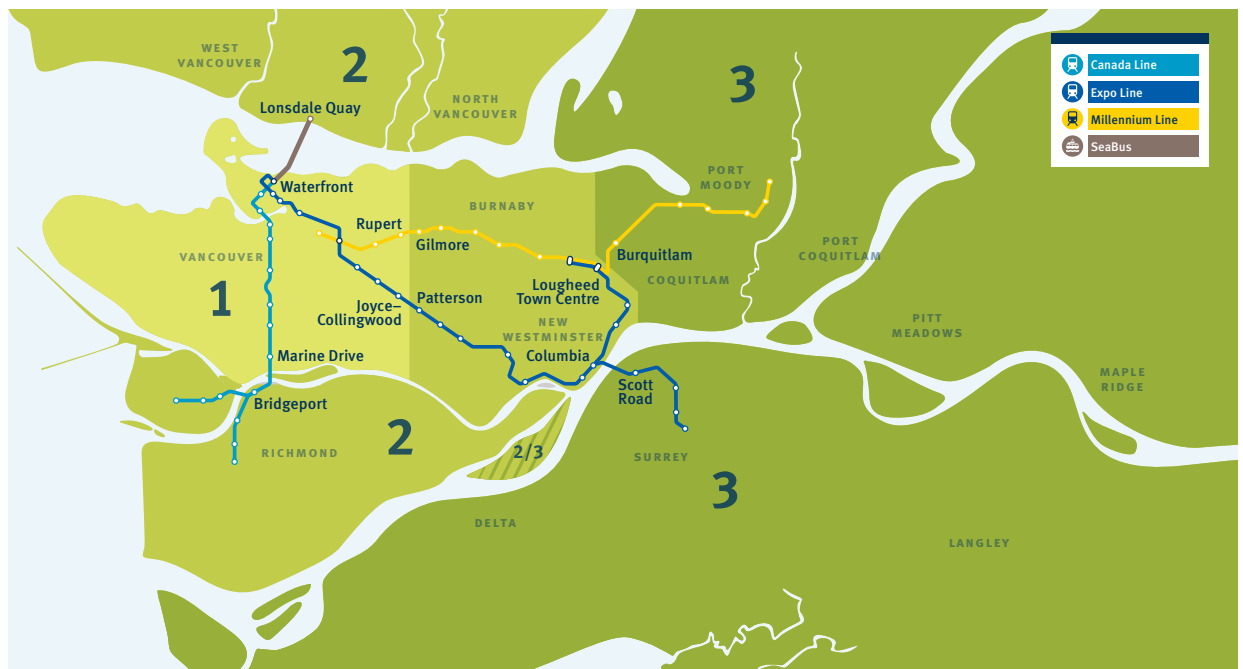 WEST
VANCOUVER
2
Lonsdale Quay
NORTH
VANCOUVER
3
Canada Line
Expo Line
Millennium Line
SeaBus
Waterfront
PORT
MOODY
BURNABY
Rupert
Gilmore
VANCOUVER
1
Burquitlam
COQUITLAM
PORT
COQUITLAM
Lougheed
Town Centre
Patterson
Joyce–
Collingwood
NEW
WESTMINSTER
PITT
MEADOWS
Marine Drive
Columbia
Scott
Road
MAPLE
RIDGE
Bridgeport
RICHMOND
2
2/3
SURREY
3
DELTA
LANGLEY